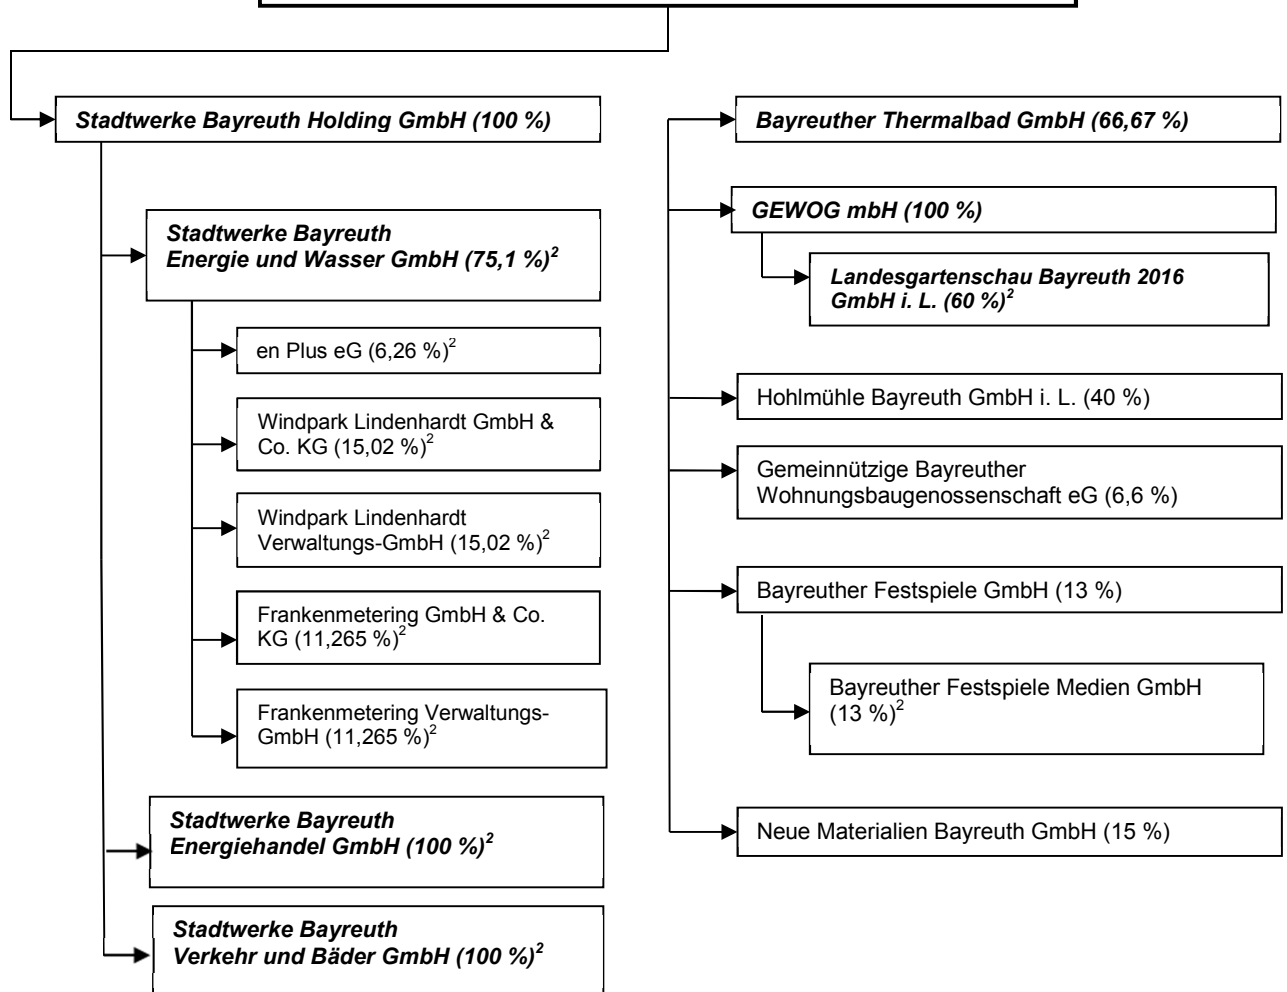 Stadtwerke Bayreuth Holding GmbH (100 %)
Stadtwerke Bayreuth
Energie und Wasser GmbH (75,1 %)²
en Plus eG (6,26 %)²
Windpark Lindenhardt GmbH &
Co. KG (15,02 %)²
Windpark Lindenhardt
Verwaltungs-GmbH (15,02 %)²
Frankenmetering GmbH & Co.
KG (11,265 %)²
Frankenmetering Verwaltungs-
GmbH (11,265 %)²
Stadtwerke Bayreuth
Energiehandel GmbH (100 %)²
Stadtwerke Bayreuth
Verkehr und Bäder GmbH (100 %)²
Bayreuther Thermalbad GmbH (66,67 %)
GEWOG mbH (100 %)
Landesgartenschau Bayreuth 2016
GmbH i. L. (60 %)²
Hohlmühle Bayreuth GmbH i. L. (40 %)
Gemeinnützige Bayreuther
Wohnungsbaugenossenschaft eG (6,6 %)
Bayreuther Festspiele GmbH (13 %)
Bayreuther Festspiele Medien GmbH
(13 %)²
Neue Materialien Bayreuth GmbH (15 %)